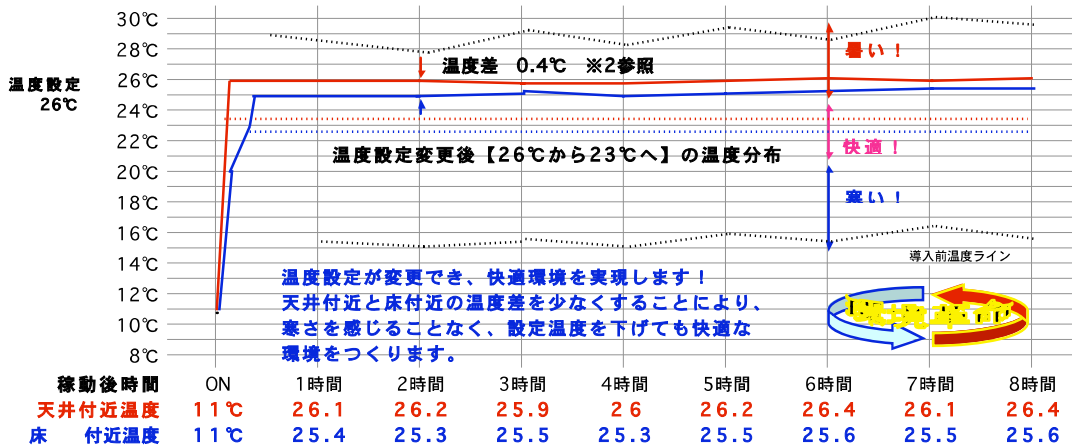 30℃
28℃
26℃
24℃
22℃
20℃
18℃
16℃
14℃
12℃
10℃
8℃
温度設定
26℃
温度差 0.4℃ ※2参照
暑い！
快適！
寒い！
温度設定変更後【26℃から23℃へ】の温度分布
導入前温度ライン
温度設定が変更でき、快適環境を実現します！
天井付近と床付近の温度差を少なくすることにより、
寒さを感じることなく、設定温度を下げても快適な
環境をつくります。
環境革命
稼動後時間 ON 1時間 2時間 3時間 4時間 5時間 6時間 7時間 8時間
天井付近温度 11℃ 26.1 26.2 25.9 26 26.2 26.4 26.1 26.4
床 付近温度 11℃ 25.4 25.3 25.5 25.3 25.5 25.6 25.5 25.6